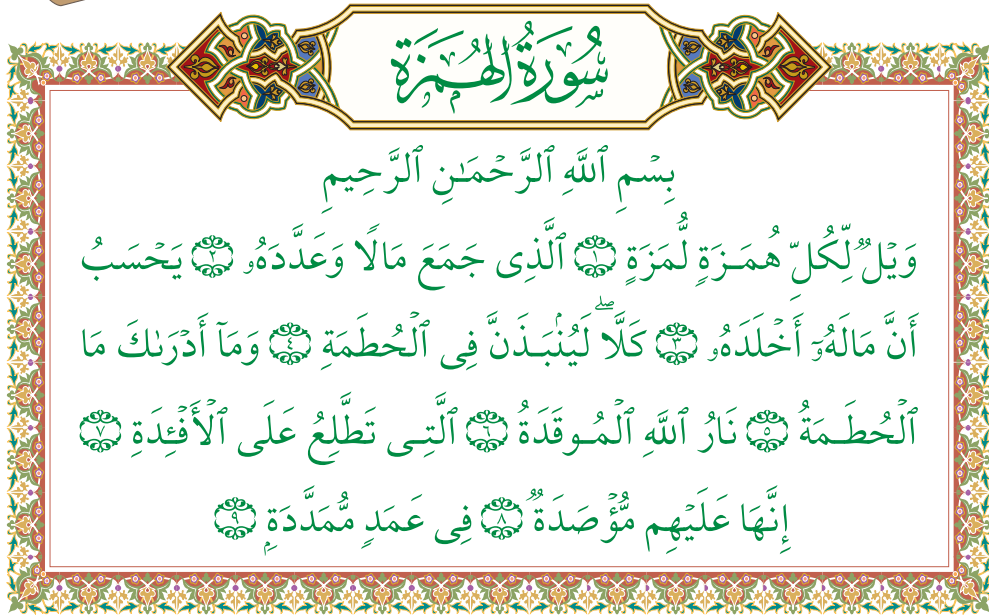 سُورَةُ الهُمَزَةِ
بِسْمِ ٱللَّهِ ٱلرَّحْمَـٰنِ ٱلرَّحِيمِ
وَيْلٌ لِّكُلِّ هُمَزَةٍ لُّمَزَةٍ ١ ٱلَّذِى جَمَعَ مَالًا وَعَدَّدَهُۥ ٢ يَحْسَبُ
أَنَّ مَالَهُۥٓ أَخْلَدَهُۥ ٣ كَلَّاۖ لَيُنۢبَذَنَّ فِى ٱلْحُطَمَةِ ٤ وَمَآ أَدْرَىٰكَ مَا
ٱلْحُطَمَةُ ٥ نَارُ ٱللَّهِ ٱلْمُوقَدَةُ ٦ ٱلَّتِى تَطَّلِعُ عَلَى ٱلْأَفْـِٔدَةِ ٧
إِنَّهَا عَلَيْهِم مُّؤْصَدَةٌ ٨ فِى عَمَدٍ مُّمَدَّدَةٍۭ ٩